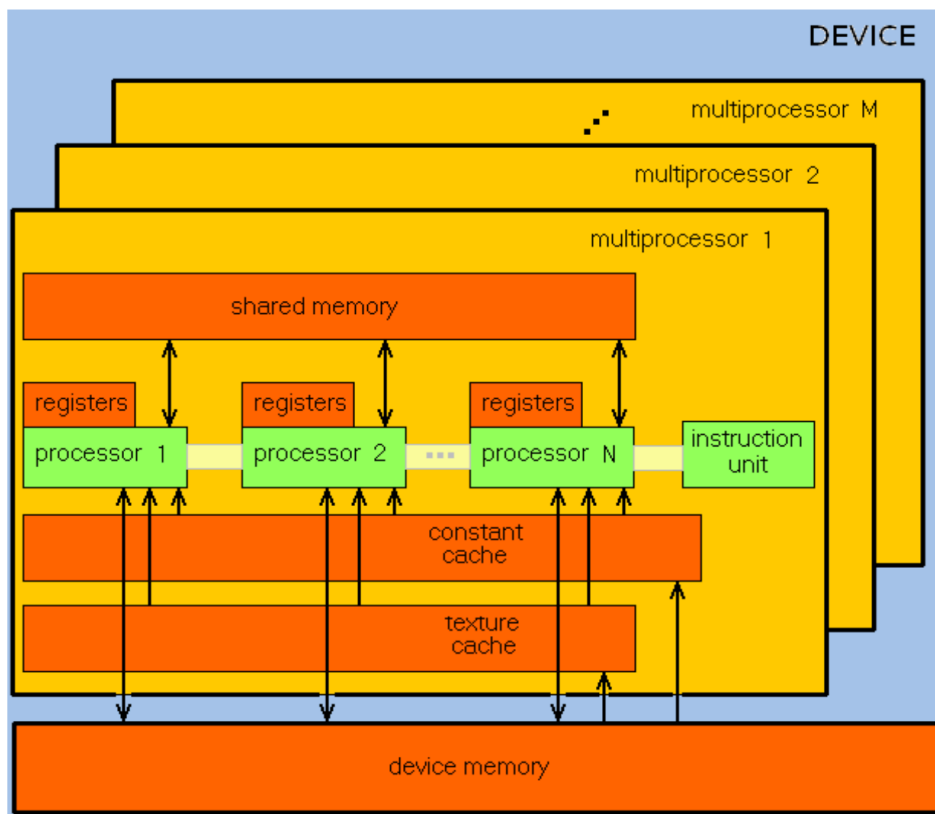 DEVICE
multiprocessor M
multiprocessor 2
multiprocessor 1
shared memory
registers
registers
registers
processor 1
processor 2
processor N
instruction
unit
constant
cache
texture
cache
device memory